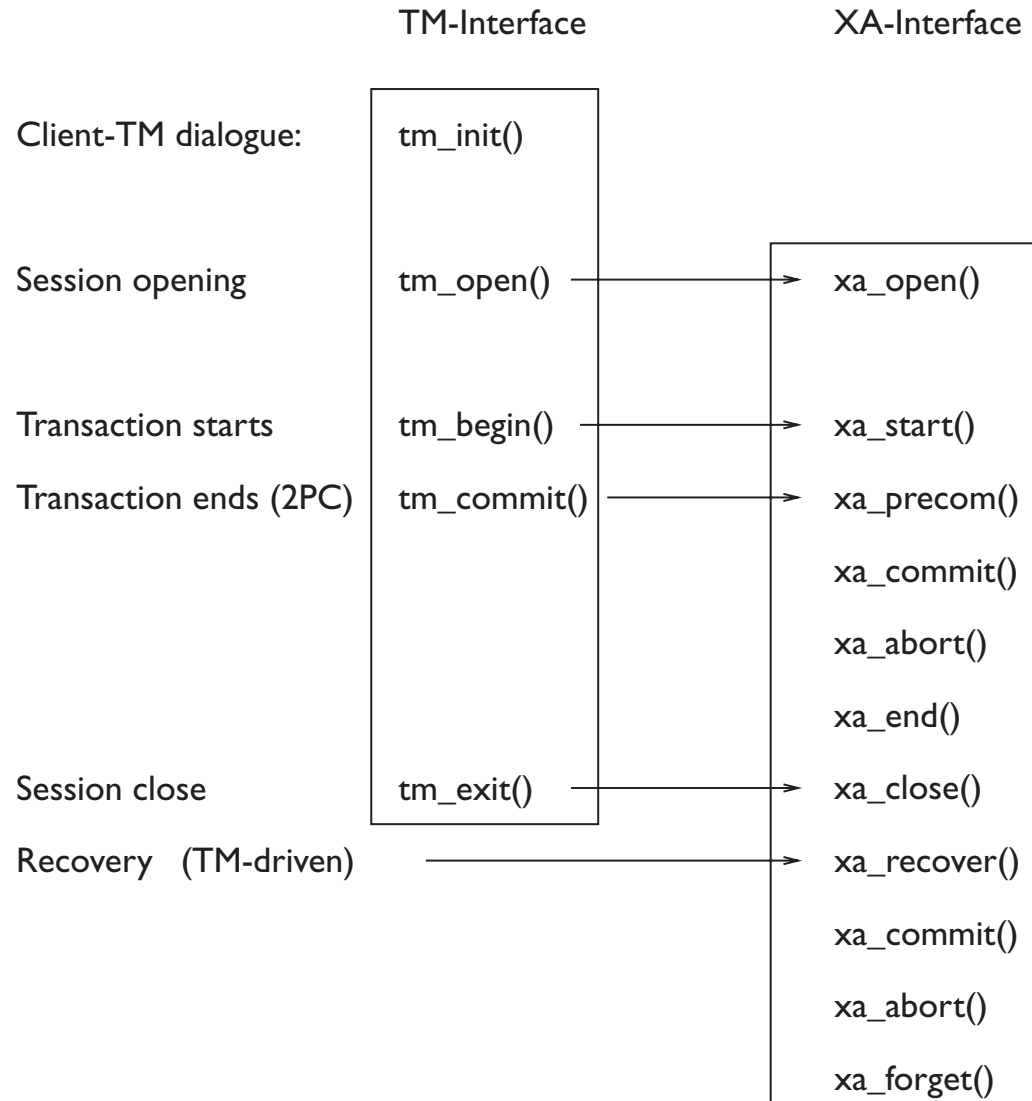 TM-Interface XA-Interface
Client-TM dialogue: tm_init()
Session opening tm_open() xa_open()
Transaction starts tm_begin() xa_start()
Transaction ends (2PC) tm_commit() xa_precom()
xa_commit()
xa_abort()
xa_end()
Session close tm_exit() xa_close()
Recovery (TM-driven) xa_recover()
xa_commit()
xa_abort()
xa_forget()